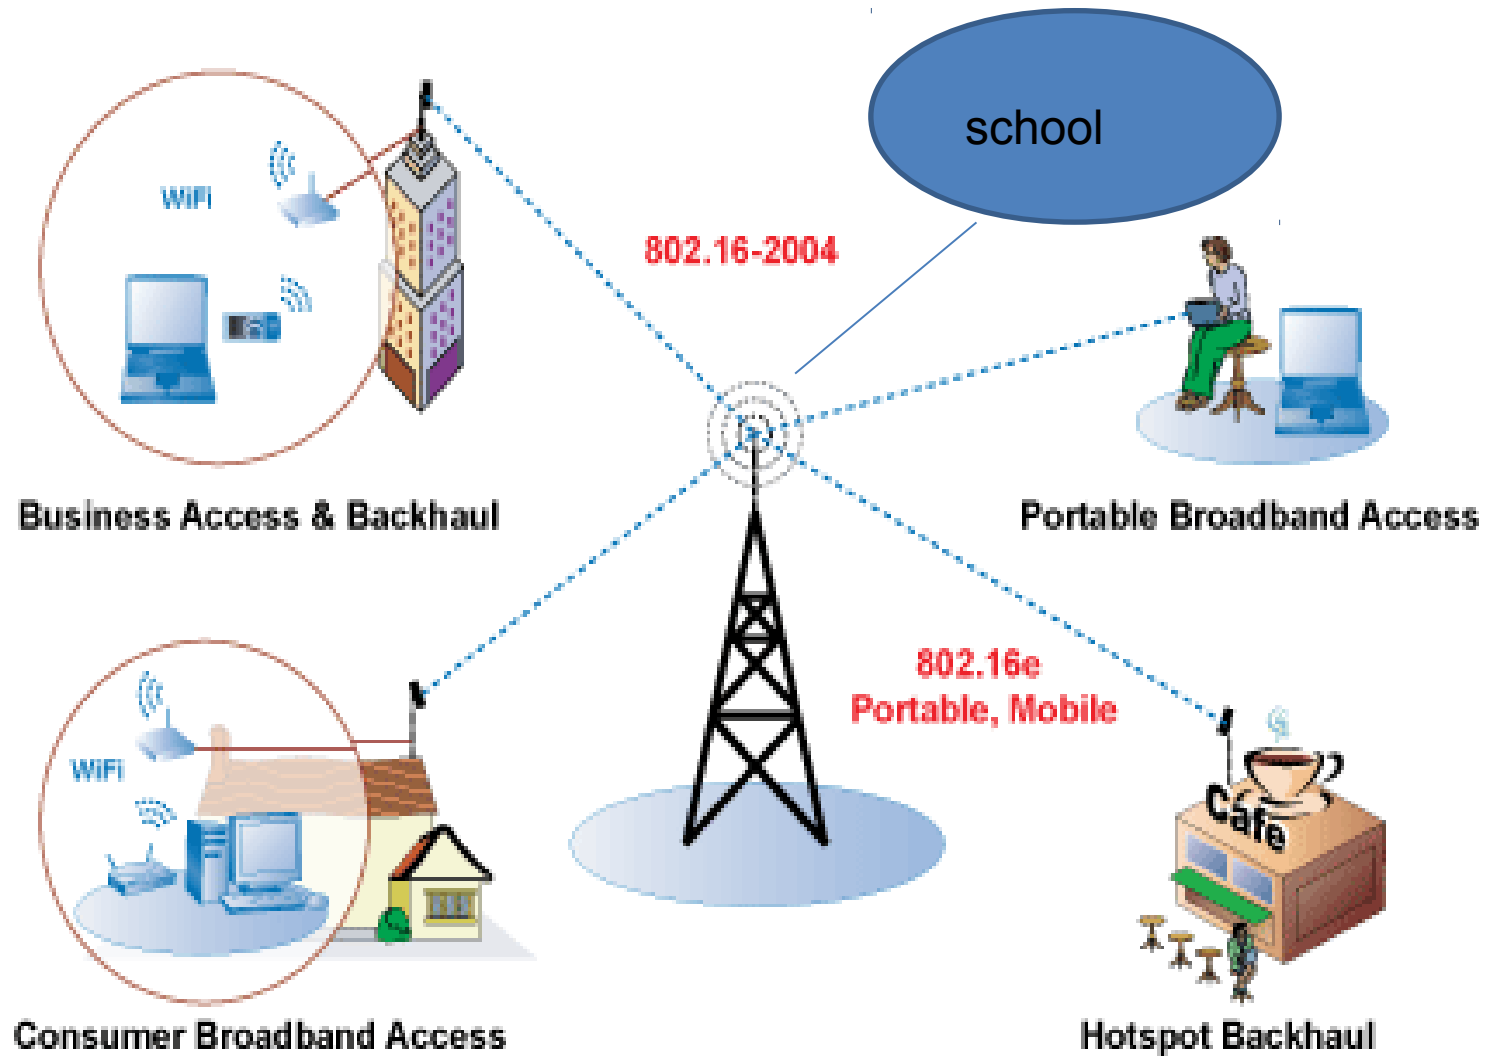 school
WiFi
802.16-2004
Business Access & Backhaul
Portable Broadband Access
802.16e
Portable, Mobile
WiFi
Cafe
Consumer Broadband Access
Hotspot Backhaul